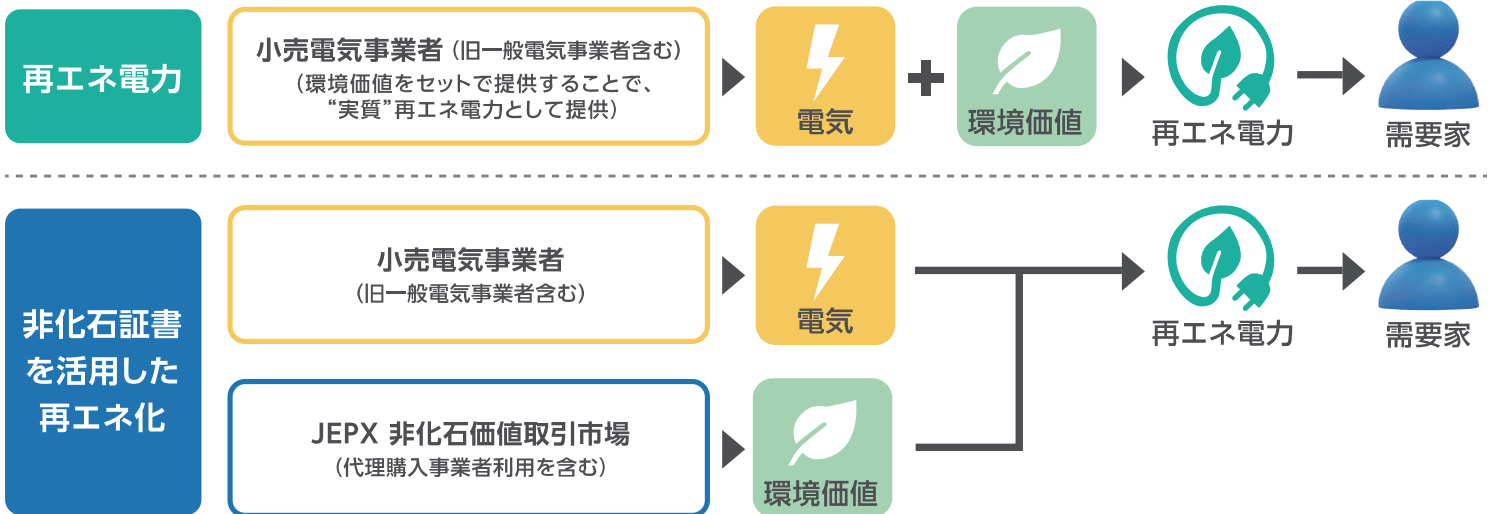 再エネ電力
小売電気事業者（旧一般電気事業者含む）
（環境価値をセットで提供することで、
“実質”再エネ電力として提供）
電気
環境価値
再エネ電力
需要家
非化石証書
を活用した
再エネ化
小売電気事業者
（旧一般電気事業者含む）
電気
再エネ電力
需要家
JEPX 非化石価値取引市場
（代理購入事業者利用を含む）
環境価値